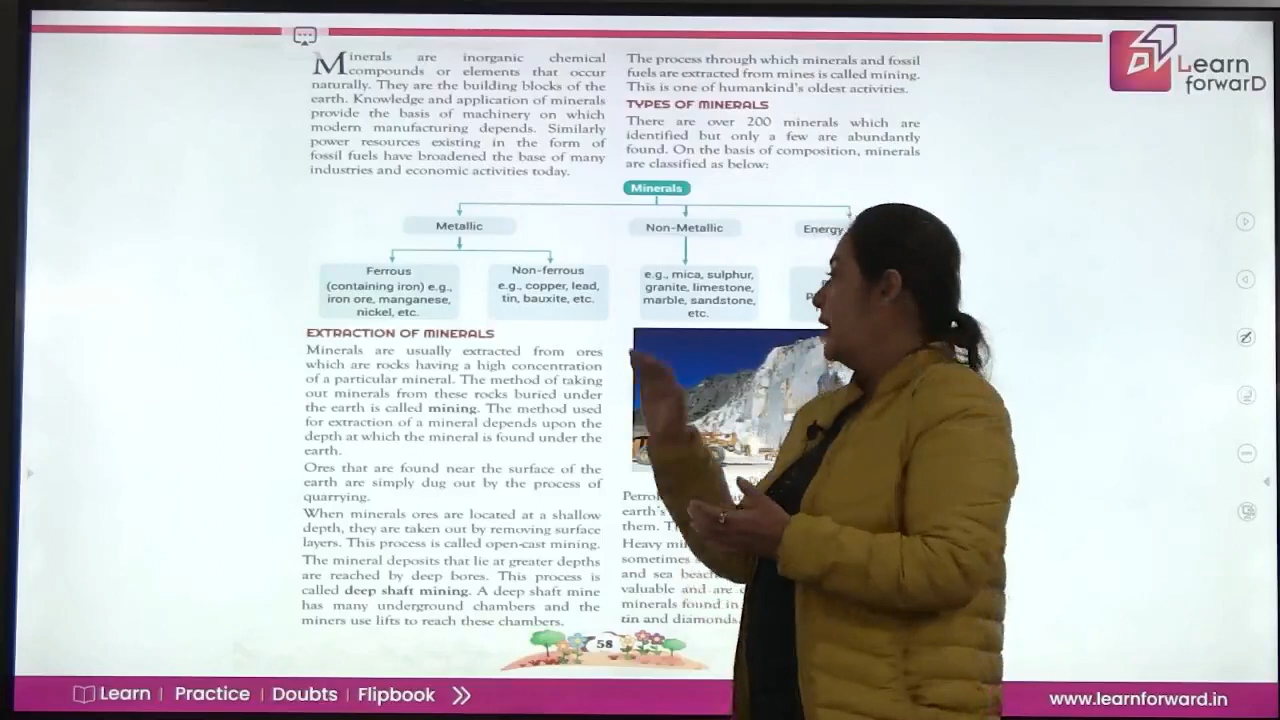 Learn
forwarD
Minerals are inorganic chemical
compounds or elements that occur
naturally. They are the building blocks of the
earth. Knowledge and application of minerals
provide the basis of machinery on which
modern manufacturing depends. Similarly
power resources existing in the form of
fossil fuels have broadened the base of many
industries and economic activities today.
The process through which minerals and fossil
fuels are extracted from mines is called mining.
This is one of humankind's oldest activities.
TYPES OF MINERALS
There are over 200 minerals which are
identified but only a few are abundantly
found. On the basis of composition, minerals
are classified as below:
Minerals
Metallic
Non-Metallic
Energy
Ferrous
(containing iron) e.g.,
iron ore, manganese,
nickel, etc.
Non-ferrous
e.g., copper, lead,
tin, bauxite, etc.
e.g., mica, sulphur,
granite, limestone,
marble, sandstone,
etc.
EXTRACTION OF MINERALS
Minerals are usually extracted from ores
which are rocks having a high concentration
of a particular mineral. The method of taking
out minerals from these rocks buried under
the earth is called mining. The method used
for extraction of a mineral depends upon the
depth at which the mineral is found under the
earth.
Ores that are found near the surface of the
earth are simply dug out by the process of
quarrying.
When minerals ores are located at a shallow
depth, they are taken out by removing surface
layers. This process is called open-cast mining.
The mineral deposits that lie at greater depths
are reached by deep bores. This process is
called deep shaft mining. A deep shaft mine
has many underground chambers and the
miners use lifts to reach these chambers.
earth's
them.
Heavy
sometimes
and sea
valuable and are
minerals found in
tin and diamonds.
58
Learn | Practice | Doubts | Flipbook
www.learnforward.in